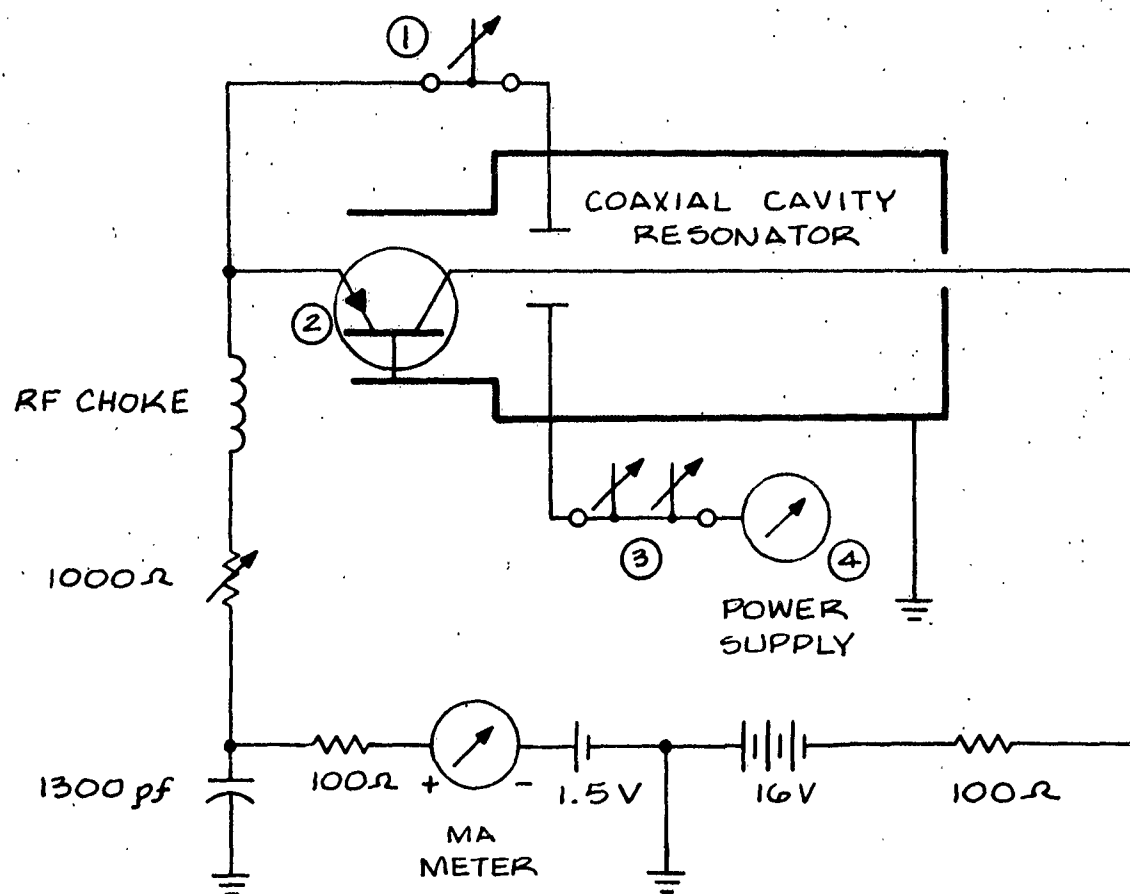 ①
COAXIAL CAVITY
RESONATOR
②
RF CHOKE
③
④
1000Ω
POWER
SUPPLY
1300 pf
100Ω
+
-
1.5 V
16V
100Ω
MA
METER